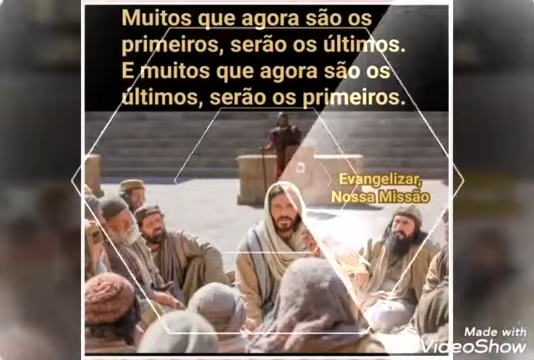 Muitos que agora são os
primeiros, serão os últimos.
E muitos que agora são os
últimos, serão os primeiros.
Evangelizar,
Nossa Missão
Made with
VideoShow